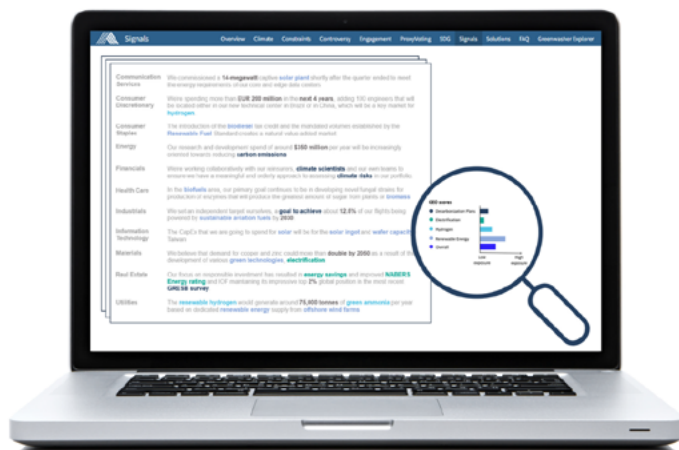 Signals
Overview Climate Constraints Controversy Engagement ProxyVoting SDG Signals Solutions FAQ Greenwasher Explorer
Communication Services
We commissioned a 14-megawatt captive solar plant shortly after the quarter ended to meet
the energy requirements of our core and edge data centers
Consumer Discretionary
We're spending more than EUR 200 million in the next 4 years, adding 100 engineers that will
be located either in our new technical center in or in China, which will be a key market for
hydrogen
Consumer Staples
The introduction of the biodiesel tax credit and the mandated volumes established by the
Renewable Fuel Standard creates a natural value-added market
Energy
Our research and development spend of around $350 million per year will be increasingly
oriented towards reducing carbon emissions
Financials
We're working collaboratively with our scenarios, climate scientists and our own teams to
ensure we have a meaningful and orderly approach to assessing climate risks in our portfolio
Health Care
In the biofuels area, our primary goal continues to be in developing novel fungal strains for
production of enzymes that will produce the greatest amount of sugar from plants or biomass
Industrials
We set an independent target ourselves, a goal to achieve about 12.5% of our flights being
powered by sustainable aviation fuels by 2030
Information Technology
The CapEx that we are going to spend for solar will be for the solar ingot and wafer capacity
Taiwan
Materials
We believe that demand for copper and zinc could more than double by 2050 as a result of the
development of various green technologies, electrification
Real Estate
Our focus on responsible investment has resulted in energy savings and improved NABERS
Energy rating and ICF maintaining its impressive top 2% global position in the most recent
GRESB survey
Utilities
The renewable hydrogen would generate around 75,000 tonnes of green ammonia per year
based on dedicated renewable energy supply from offshore wind farms
Decarbonization Plans
Electrification
Hydrogen
Renewable Energy
Overall
Low exposure
High exposure